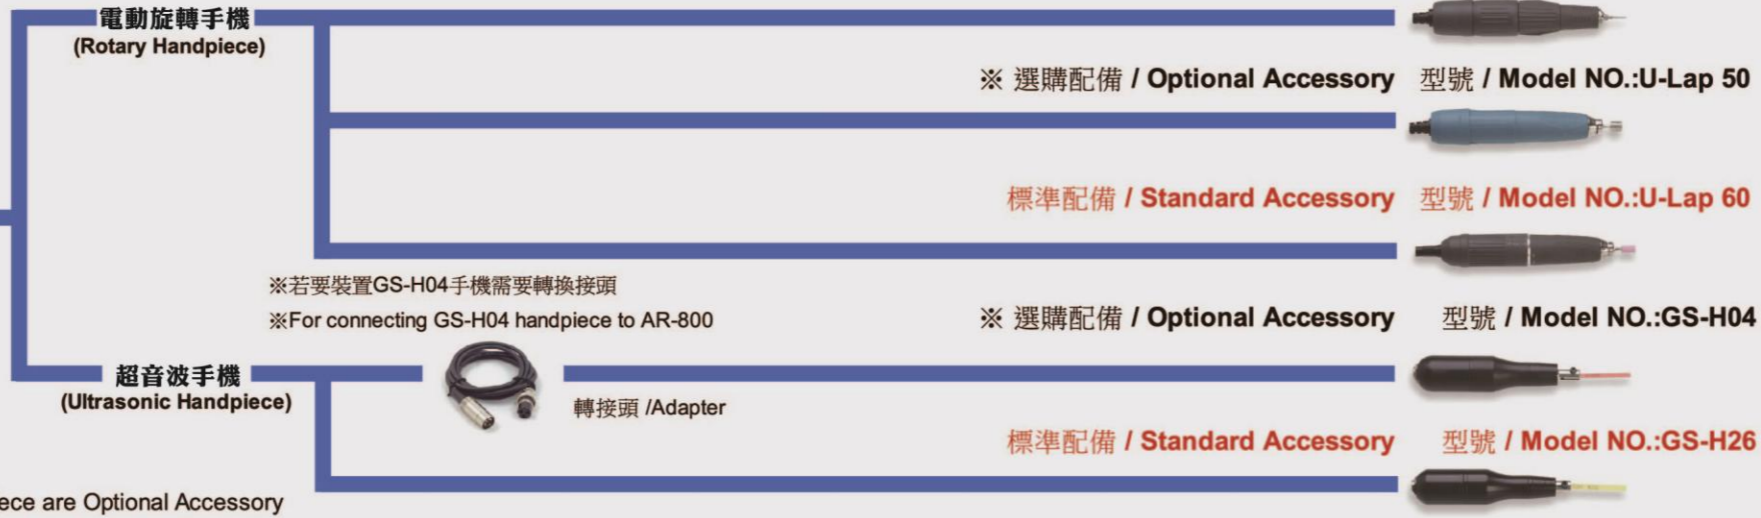 電動旋轉手機
(Rotary Handpiece)
※ 選購配備 / Optional Accessory 型號 / Model NO.:U-Lap 50
標準配備 / Standard Accessory 型號 / Model NO.:U-Lap 60
※若要裝置GS-H04手機需要轉換接頭
※For connecting GS-H04 handpiece to AR-800
※ 選購配備 / Optional Accessory 型號 / Model NO.:GS-H04
超音波手機
(Ultrasonic Handpiece)
轉接頭 /Adapter
標準配備 / Standard Accessory 型號 / Model NO.:GS-H26
are Optional Accessory